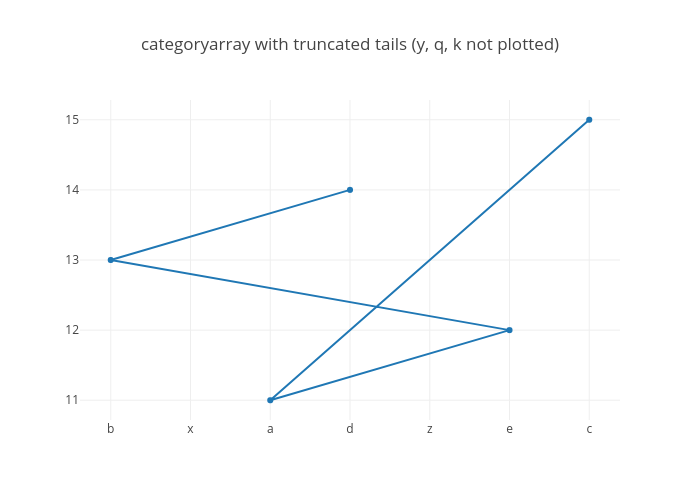 categoryarray with truncated tails (y, q, k not plotted)
15
14
13
12
11
b x a d z e c